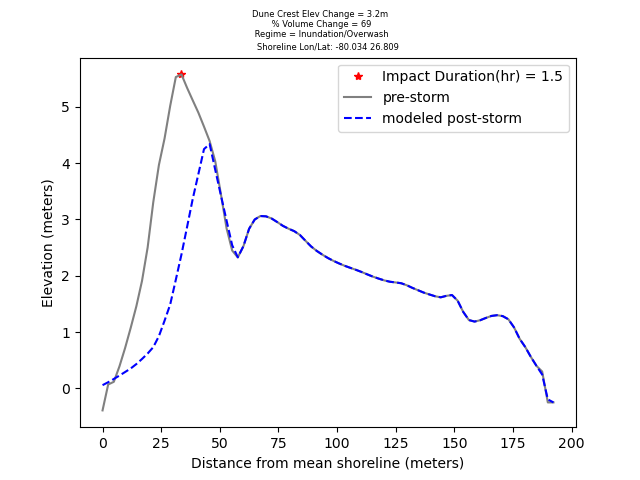 Dune Crest Elev Change = 3.2m
% Volume Change = 69
Regime = Inundation/Overwash
Shoreline Lon/Lat: -80.034 26.809
Impact Duration(hr) = 1.5
pre-storm
modeled post-storm
Elevation (meters)
5
4
3
2
1
0
0 25 50 75 100 125 150 175 200
Distance from mean shoreline (meters)